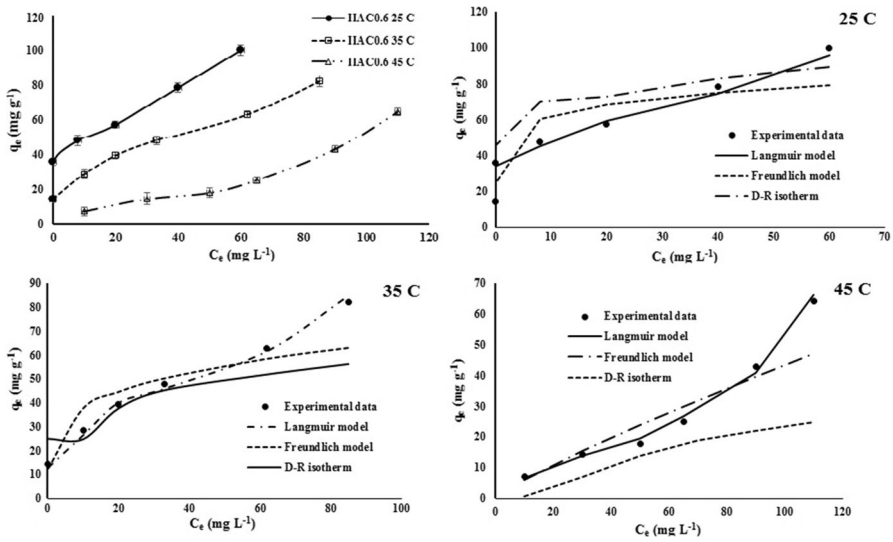 qe (mg g-1)
120
100
80
60
40
20
0
0 20 40 60 80 100 120
Ce (mg L-1)
HAC0.6 25 C
HAC0.6 35 C
HAC0.6 45 C
25 C
qe (mg g-1)
120
100
80
60
40
20
0
0 10 20 30 40 50 60 70
Ce (mg L-1)
Experimental data
Langmuir model
Freundlich model
D-R isotherm
35 C
qe (mg g-1)
90
80
70
60
50
40
30
20
10
0
0 20 40 60 80 100
Ce (mg L-1)
Experimental data
Langmuir model
Freundlich model
D-R isotherm
45 C
qe (mg g-1)
70
60
50
40
30
20
10
0
0 20 40 60 80 100 120
Ce (mg L-1)
Experimental data
Langmuir model
Freundlich model
D-R isotherm